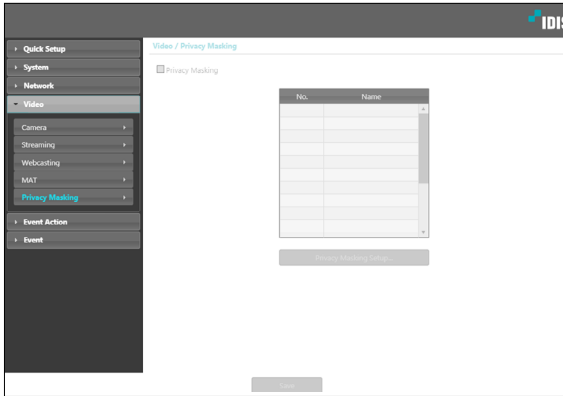 IDIS
Quick Setup
System
Network
Video
Camera
Streaming
Webcasting
MAT
Privacy Masking
Event Action
Event
Video / Privacy Masking
Privacy Masking
No. Name
Privacy Masking Setup...
Save